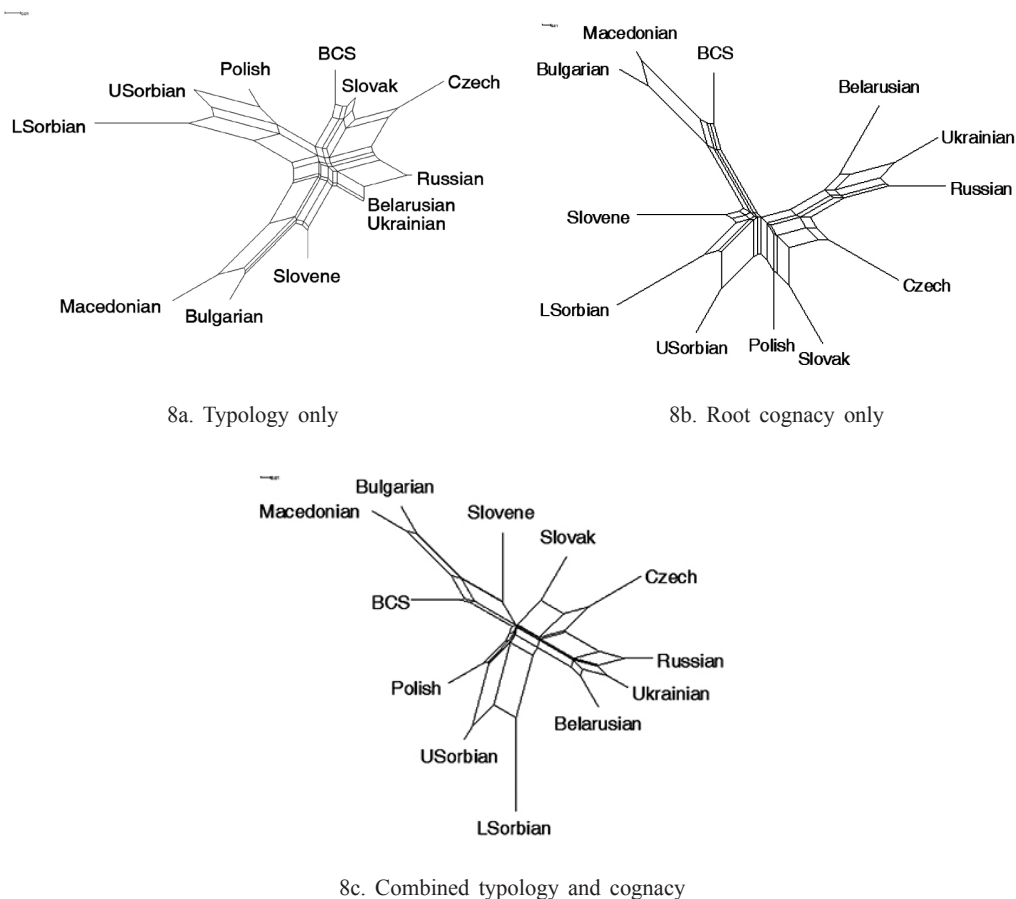 BCS
Polish
Slovak
Czech
USorbian
LSorbian
Russian
Belarusian
Ukrainian
Slovene
Macedonian
Bulgarian
8a. Typology only
Macedonian
BCS
Bulgarian
Belarusian
Ukrainian
Russian
Slovene
Czech
LSorbian
USorbian
Polish
Slovak
8b. Root cognacy only
Bulgarian
Macedonian
Slovene
Slovak
Czech
BCS
Russian
Polish
Ukrainian
Belarusian
USorbian
LSorbian
8c. Combined typology and cognacy